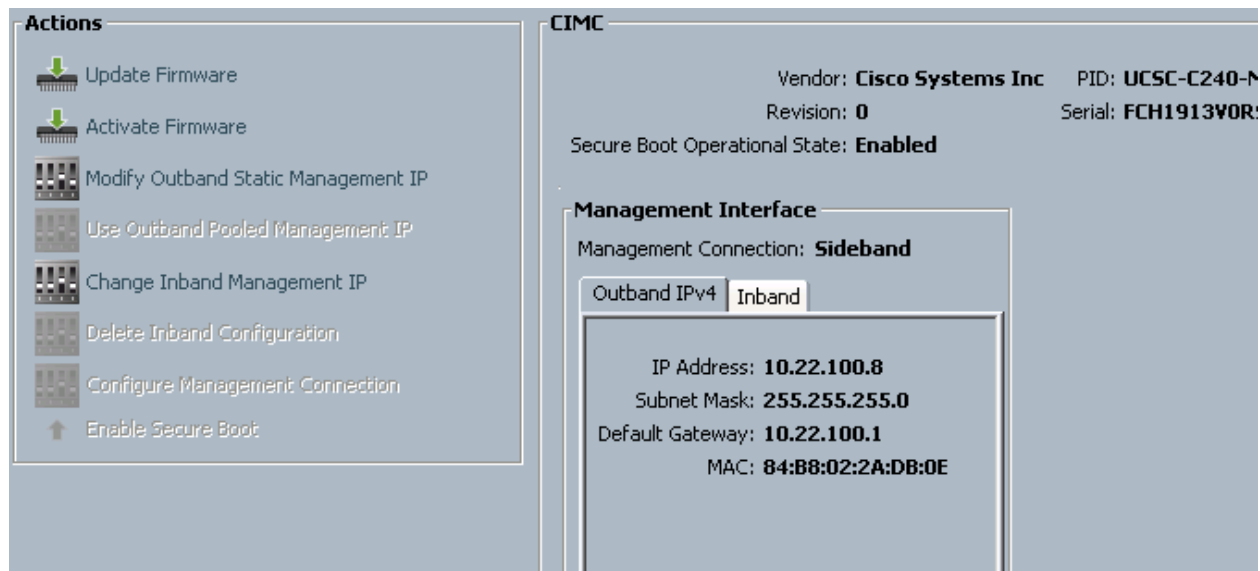 Actions
Update Firmware
Activate Firmware
Modify Outband Static Management IP
Use Outband Pooled Management IP
Change Inband Management IP
Delete Inband Configuration
Configure Management Connection
Enable Secure Boot
CIMC
Vendor: Cisco Systems Inc PID:
Revision: 0 Serial:
Secure Boot Operational State: Enabled
Management Interface
Management Connection: Sideband
Outband IPv4 Inband
IP Address: 10.22.100.8
Subnet Mask: 255.255.255.0
Default Gateway: 10.22.100.1
MAC: 84:B8:02:2A:DB:0E